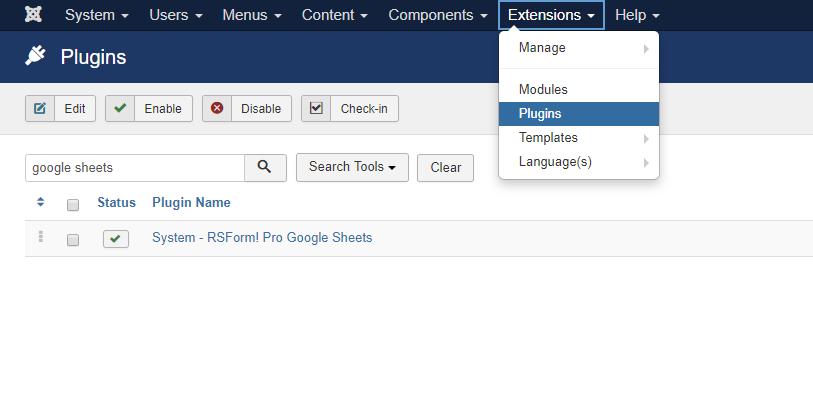 System Users Menus Content Components Extensions Help
Plugins
Manage
Modules
Plugins
Templates
Language(s)
Edit Enable Disable Check-in
google sheets Search Tools Clear
Status Plugin Name
System - RSForm! Pro Google Sheets